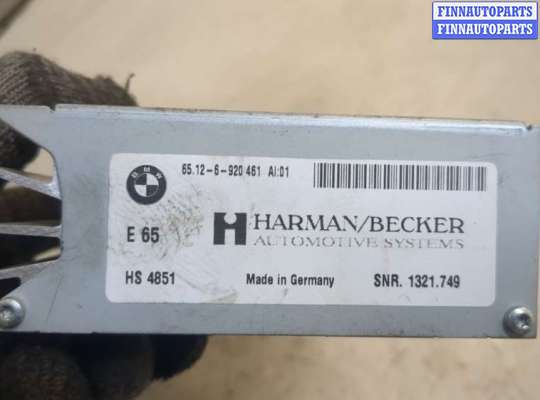 FINNAUTOPARTS
FINNAUTOPARTS
BMW
65.12-6-920 461 AI:01
E 65
HARMAN/BECKER
AUTOMOTIVE SYSTEMS
HS 4851
Made in Germany
SNR. 1321.749